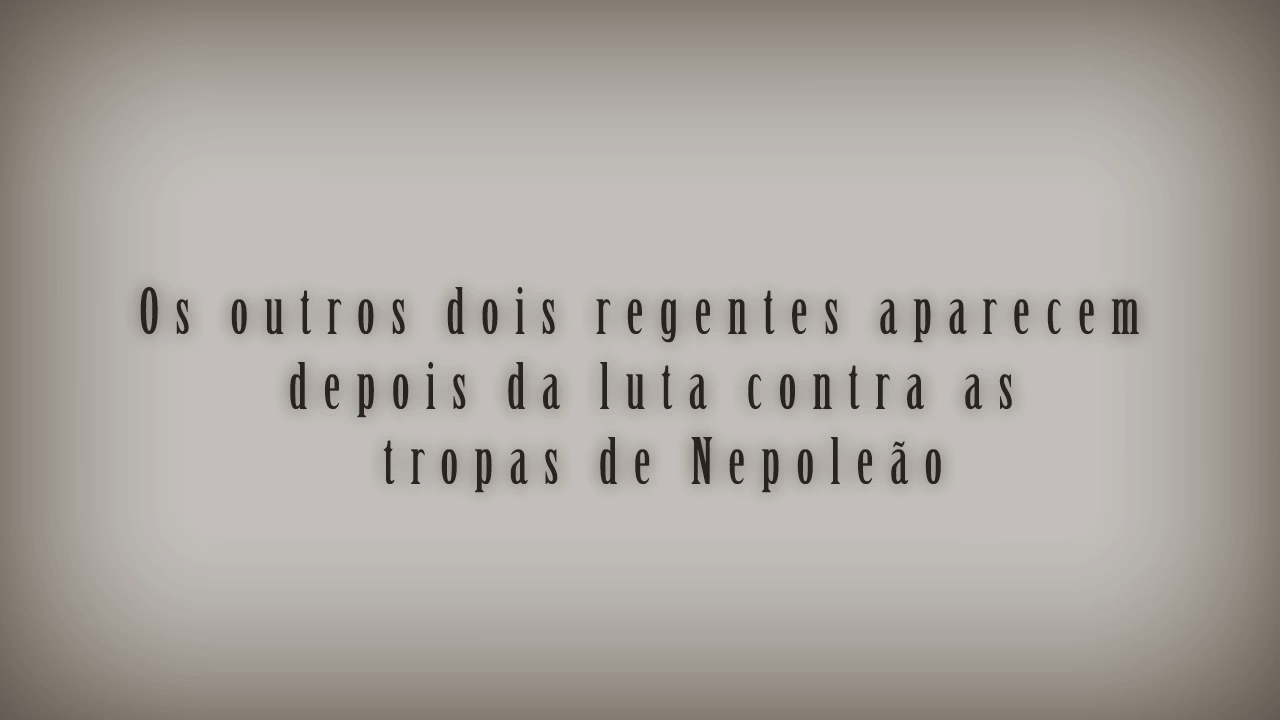 Os outros dois regentes aparecem
depois da luta contra as
tropas de Nepoleão